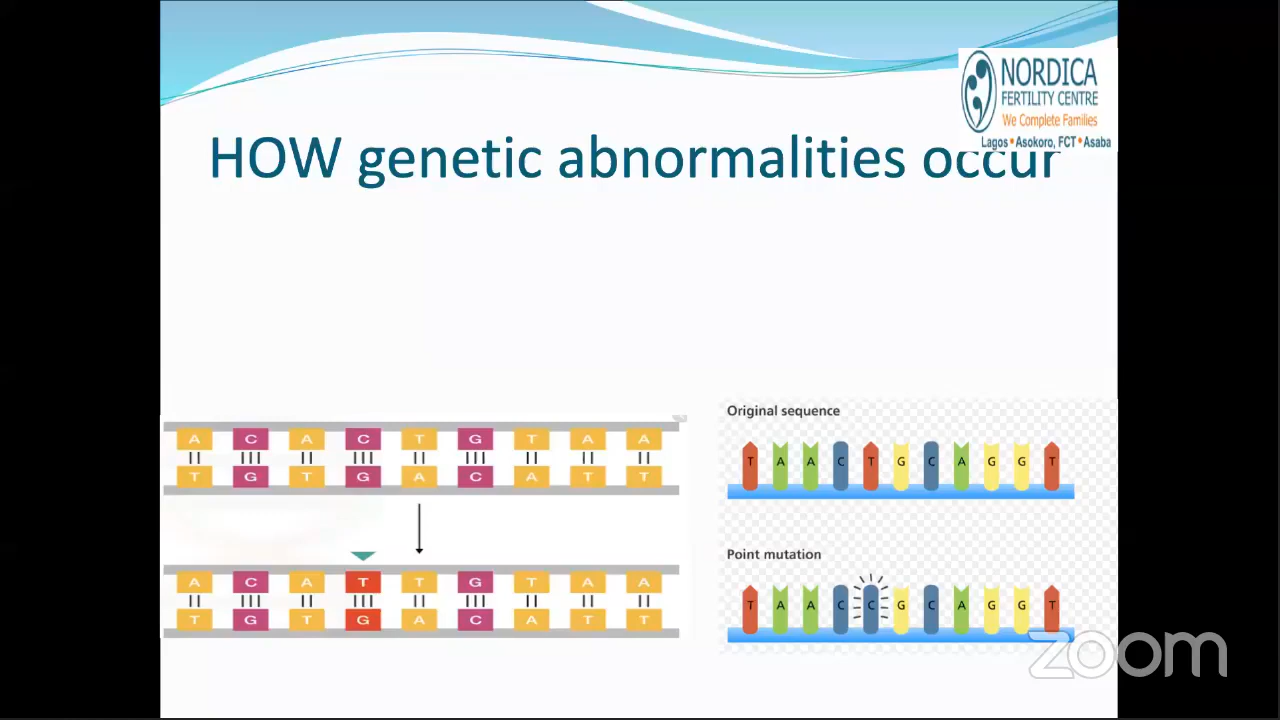 NORDICA
FERTILITY CENTRE
We Complete Families
Lagos • Asokoro, FCT • Asaba
HOW genetic abnormalities occur
A C A C T G T A A
T G T G A C A T T
A C A T T G T A A
T G T G A C A T T
Original sequence
T A A C T G C A G G T
Point mutation
T A A C C G C A G G T
zoom